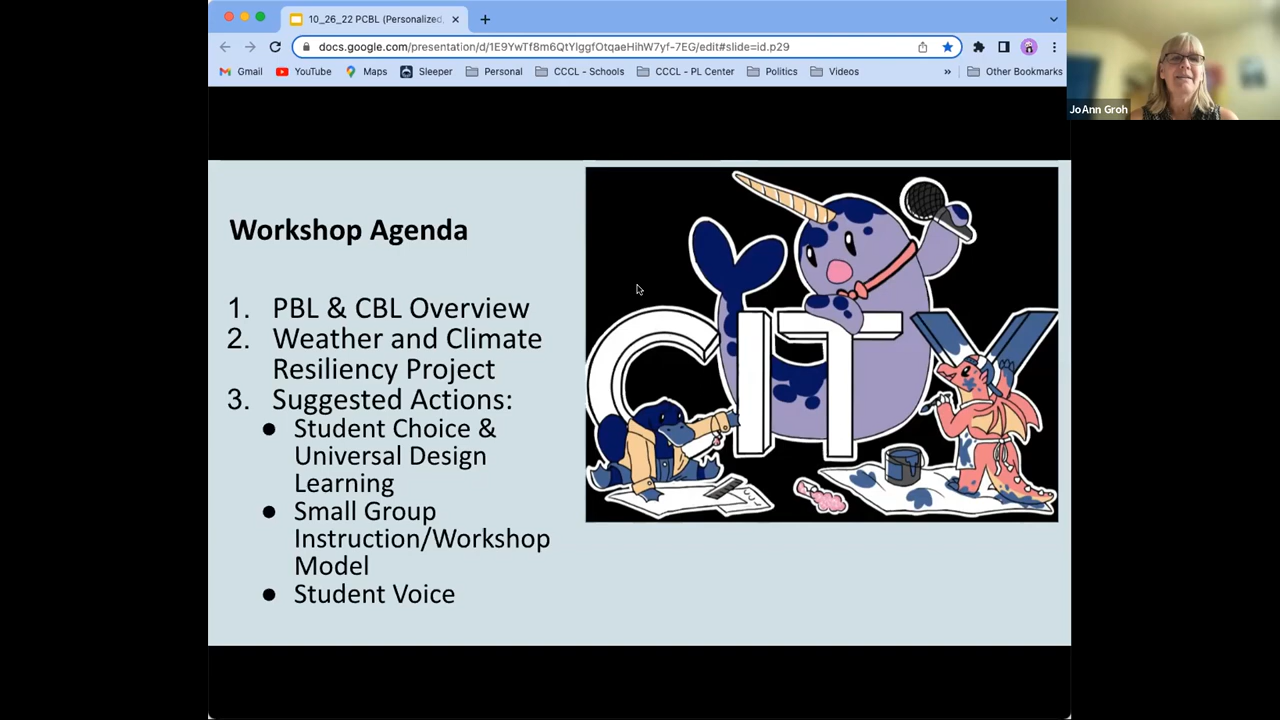 10_26_22 PCBL (Personalized,
docs.google.com/presentation/d/1E9YwTf8m6QtYlggfOtqaeHihW7yf-7EG/edit#slide=id.p29
Gmail YouTube Maps Sleeper Personal CCCL - Schools CCCL - PL Center Politics Videos » Other Bookmarks
JoAnn Groh
Workshop Agenda
1. PBL & CBL Overview
2. Weather and Climate
Resiliency Project
3. Suggested Actions:
● Student Choice &
Universal Design
Learning
● Small Group
Instruction/Workshop
Model
● Student Voice
CITY